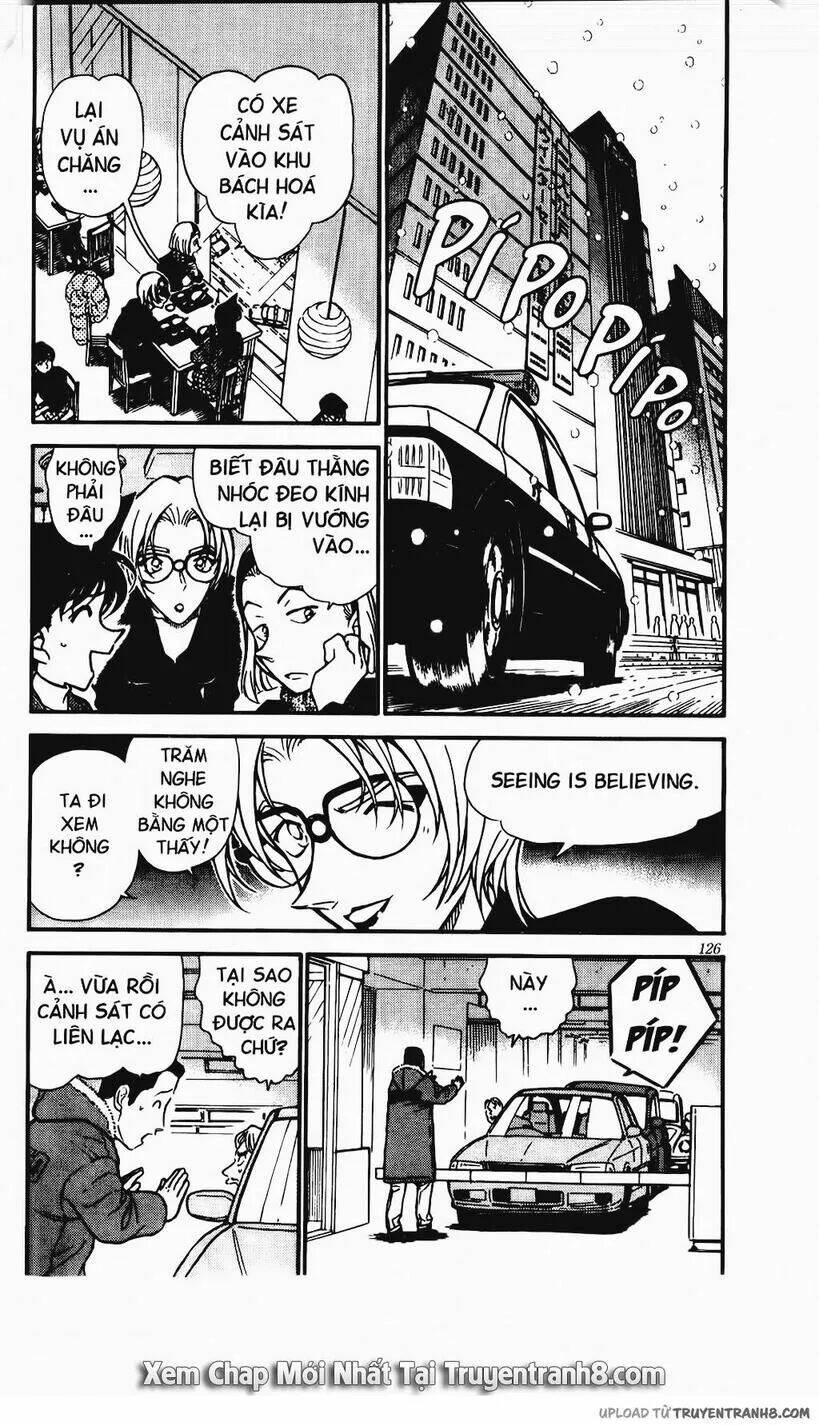 LẠI
VỤ ÁN
CHĂNG
...
CÓ XE
CẢNH SÁT
VÀO KHU
BÁCH HOÁ
KÌA!
PÍ PO PÍ PO
KHÔNG
PHẢI
ĐÂU
...
BIẾT ĐÂU THẰNG
NHÓC ĐEO KÍNH
LẠI BỊ VƯỚNG
VÀO...
TA ĐI
XEM
KHÔNG
?
TRĂM
NGHE
KHÔNG
BẰNG MỘT
THẤY!
SEEING IS BELIEVING.
126
À... VỪA RỒI
CẢNH SÁT CÓ
LIÊN LẠC...
TẠI SAO
KHÔNG
ĐƯỢC RA
CHỨ?
NÀY
...
PÍP
PÍP!
Xem Chap Mới Nhất Tại Truyentranh8.com
UPLOAD TỪ TRUYENTRANH8.COM